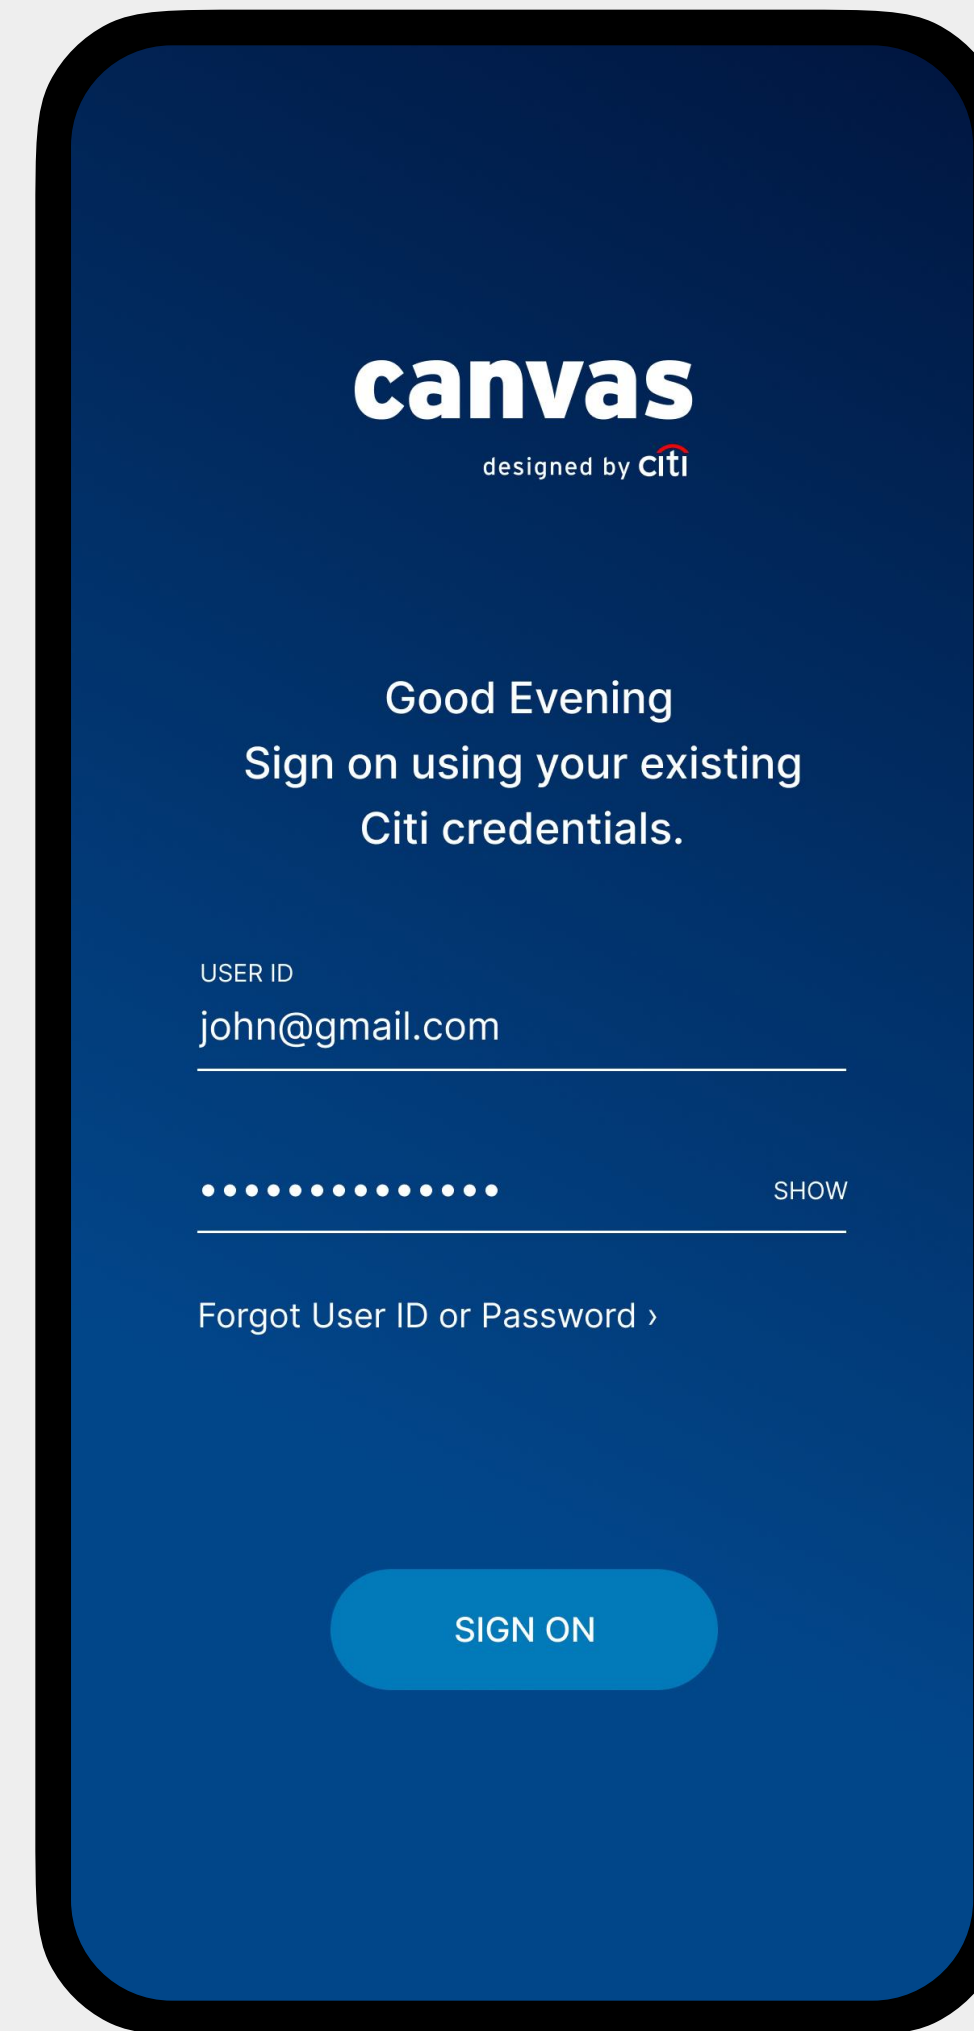 canvas
designed by citi
Good Evening
Sign on using your existing
Citi credentials.
USER ID
john@gmail.com
•••••••••••••• SHOW
Forgot User ID or Password ›
SIGN ON